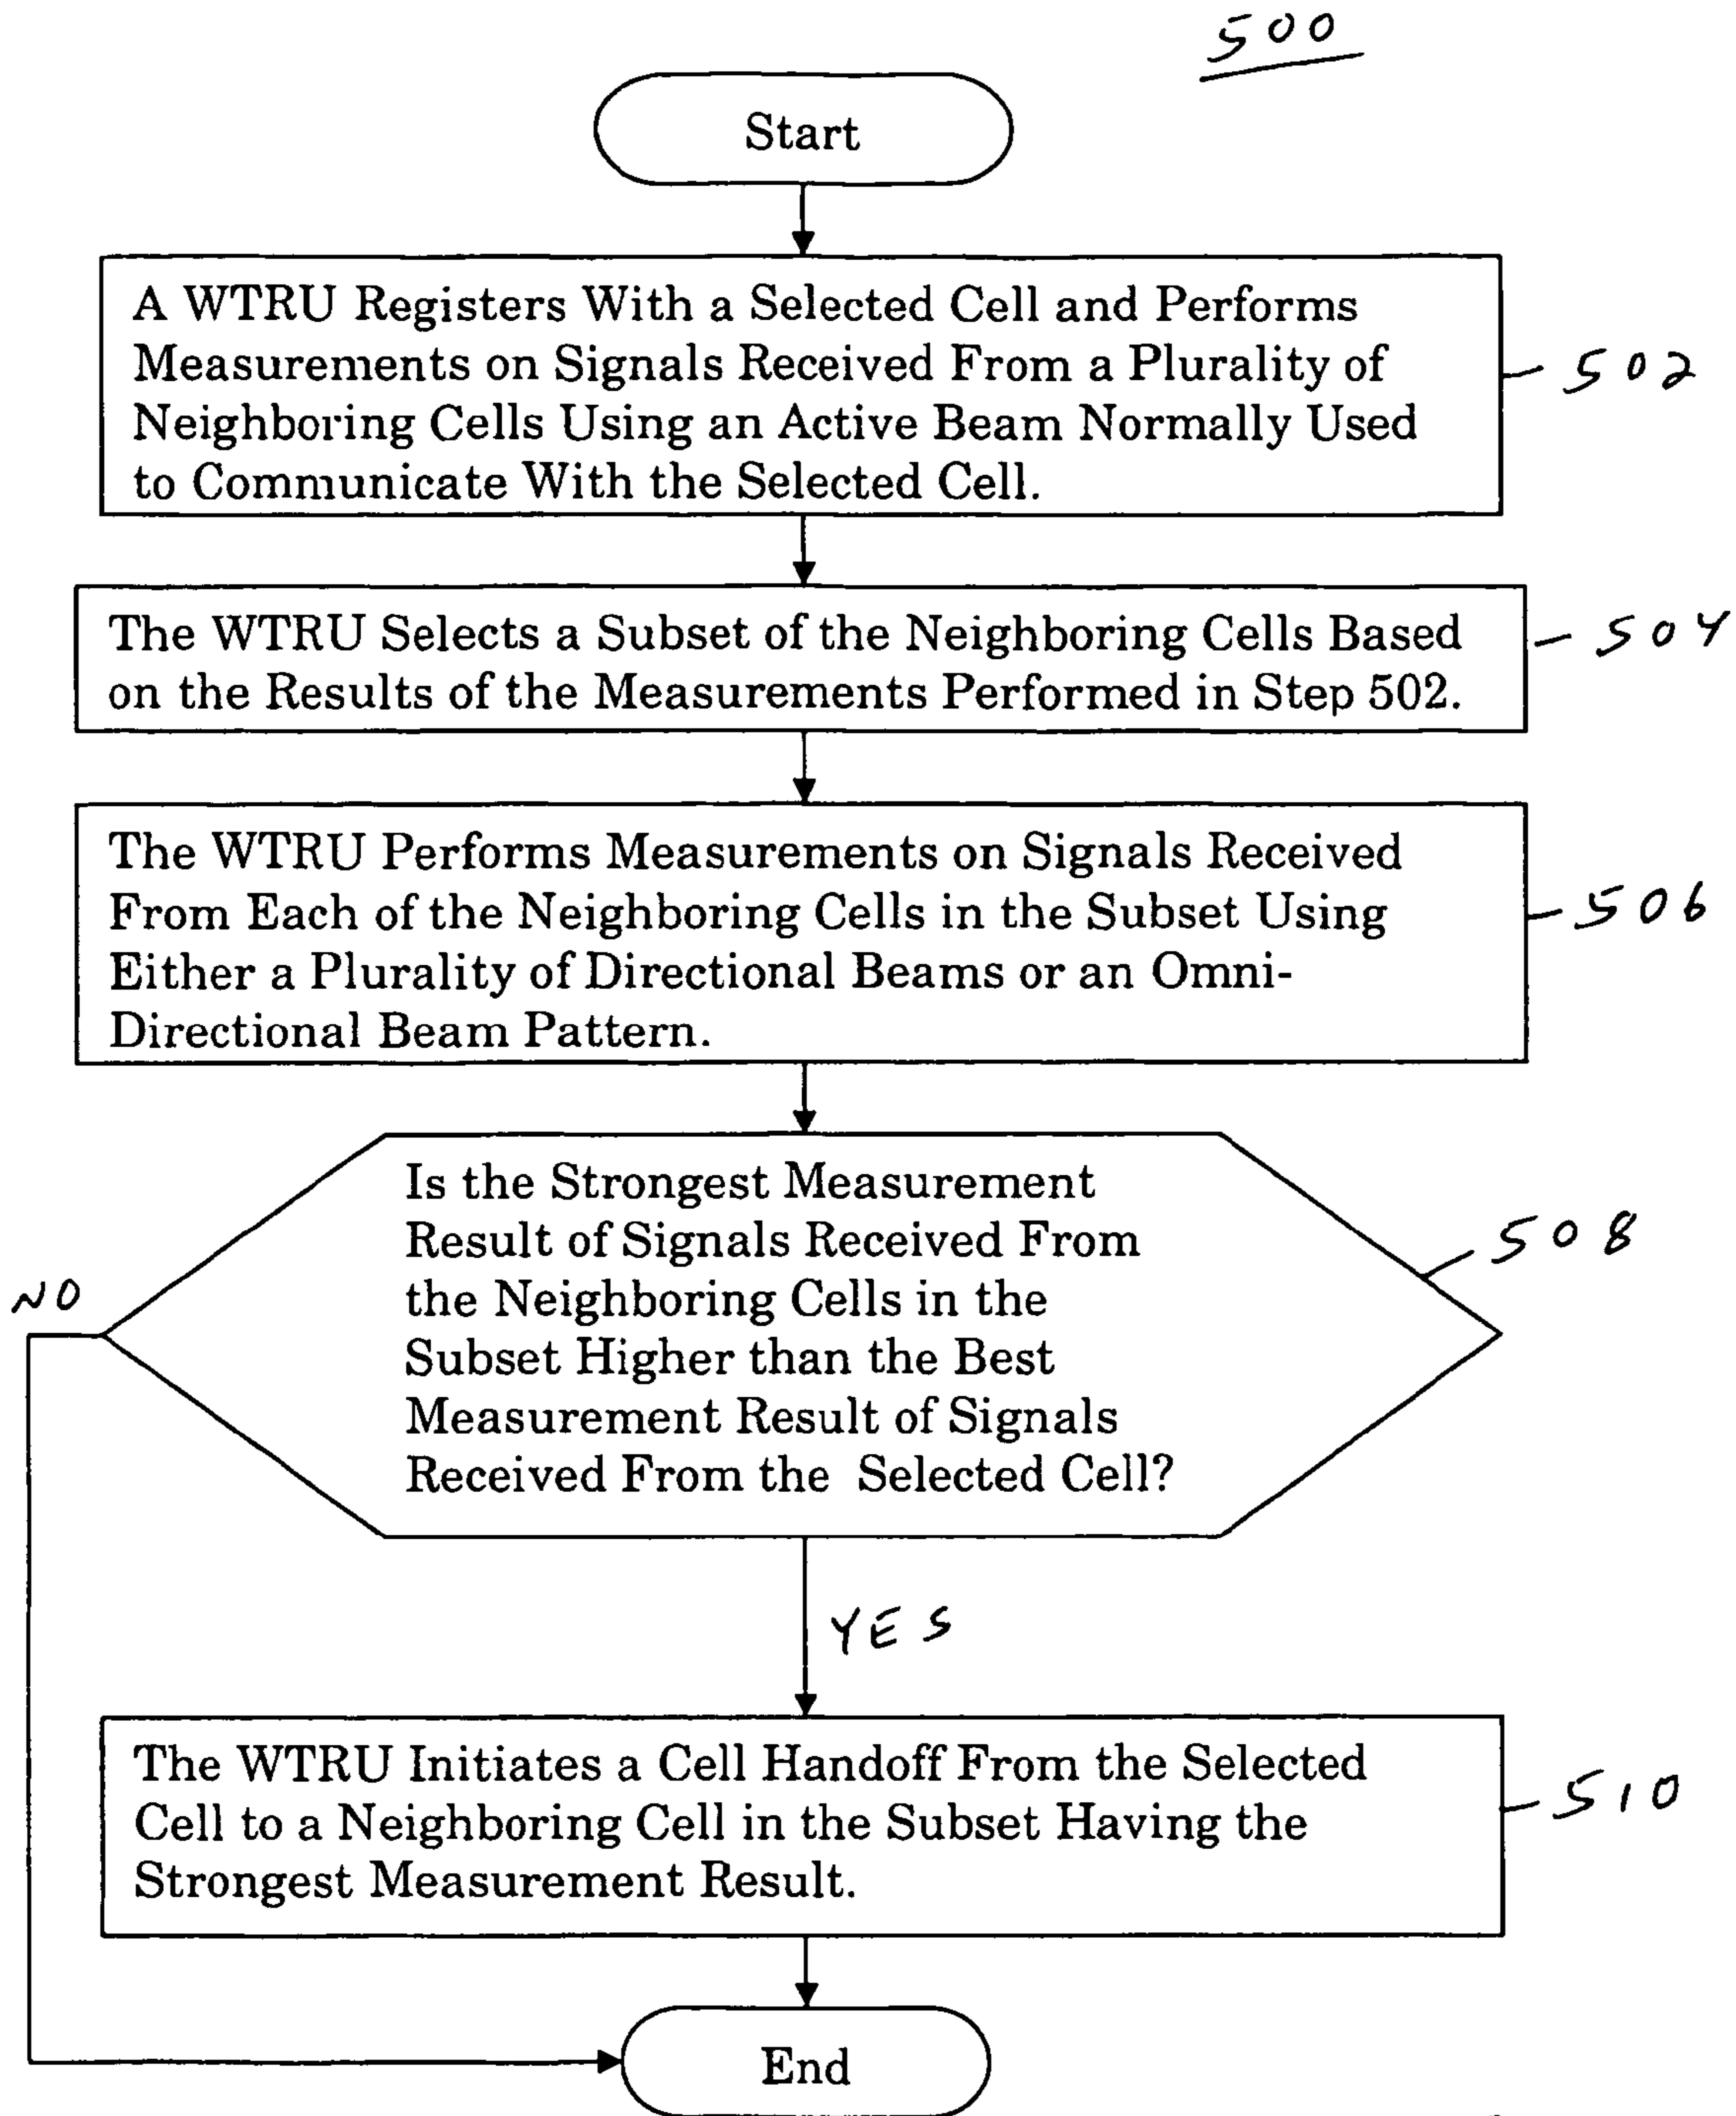 500
Start
A WTRU Registers With a Selected Cell and Performs
Measurements on Signals Received From a Plurality of
Neighboring Cells Using an Active Beam Normally Used
to Communicate With the Selected Cell.
502
The WTRU Selects a Subset of the Neighboring Cells Based
on the Results of the Measurements Performed in Step 502.
504
The WTRU Performs Measurements on Signals Received
From Each of the Neighboring Cells in the Subset Using
Either a Plurality of Directional Beams or an Omni-
Directional Beam Pattern.
506
Is the Strongest Measurement
Result of Signals Received From
the Neighboring Cells in the
Subset Higher than the Best
Measurement Result of Signals
Received From the Selected Cell?
508
NO
YES
The WTRU Initiates a Cell Handoff From the Selected
Cell to a Neighboring Cell in the Subset Having the
Strongest Measurement Result.
510
End